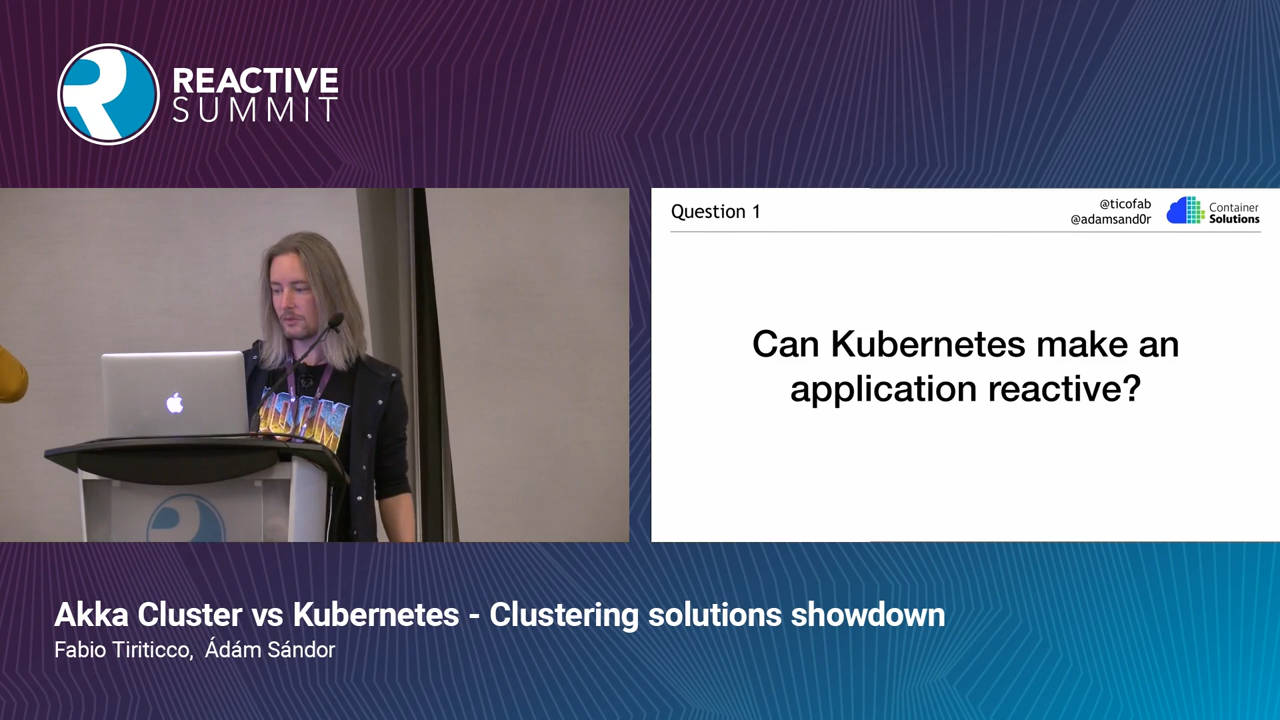 REACTIVE
SUMMIT
Question 1
@ticofab
@adamsand0r
Container
Solutions
Can Kubernetes make an
application reactive?
DOOM
Akka Cluster vs Kubernetes - Clustering solutions showdown
Fabio Tiriticco, Ádám Sándor